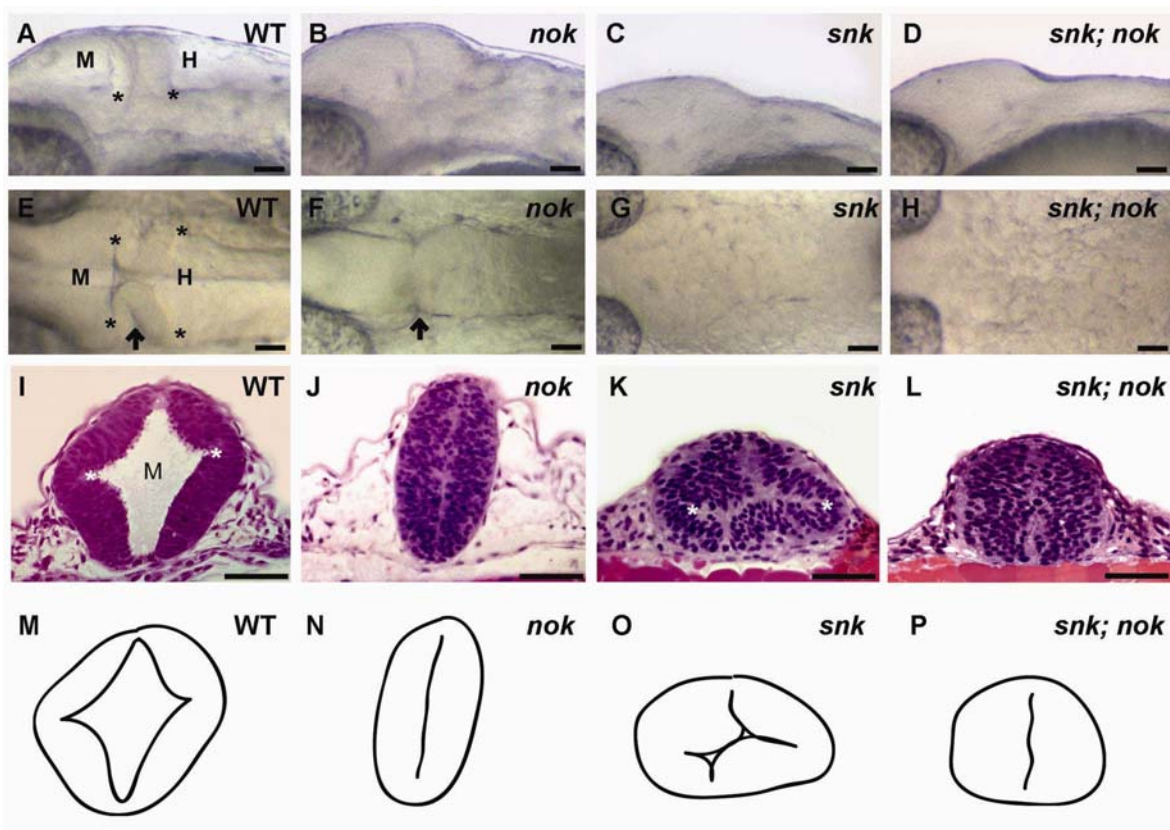 A WT
M H
* *
B nok
C snk
D snk; nok
E WT
* *
M H
* *
F nok
G snk
H snk; nok
I WT
M
* *
J nok
K snk
* *
L snk; nok
M WT
N nok
O snk
P snk; nok